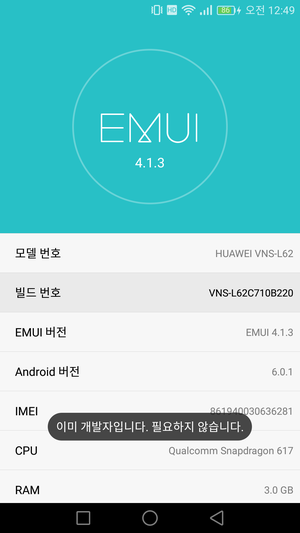 HD 86 오전 12:49
EMUI
4.1.3
모델 번호 HUAWEI VNS-L62
빌드 번호 VNS-L62C710B220
EMUI 버전 EMUI 4.1.3
Android 버전 6.0.1
IMEI 861940030636281
이미 개발자입니다. 필요하지 않습니다.
CPU Qualcomm Snapdragon 617
RAM 3.0 GB